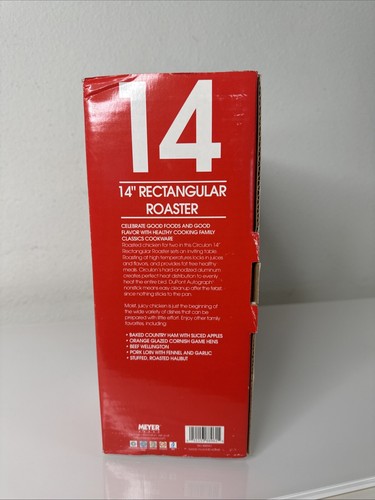 14
14" RECTANGULAR
ROASTER
CELEBRATE GOOD FOODS AND GOOD
FLAVOR WITH HEALTHY COOKING FAMILY
CLASSICS COOKWARE
Roasted chicken for two in this Circulon 14"
Rectangular Roaster sets an inviting table.
Roasting at high temperatures locks in juices
and flavors, and provides fat free healthy
meals. Circulon's hard-anodized aluminum
creates perfect heat distribution to evenly
heat the entire bird. DuPont Autograph
nonstick means easy cleanup after the feast
since nothing sticks to the pan.
Moist, juicy chicken is just the beginning of
the wide variety of dishes that can be
prepared with little effort. Enjoy other family
favorites, including:
• BAKED COUNTRY HAM WITH SLICED APPLES
• ORANGE GLAZED CORNISH GAME HENS
• BEEF WELLINGTON
• PORK LOIN WITH FENNEL AND GARLIC
• STUFFED, ROASTED HALIBUT
MEYER